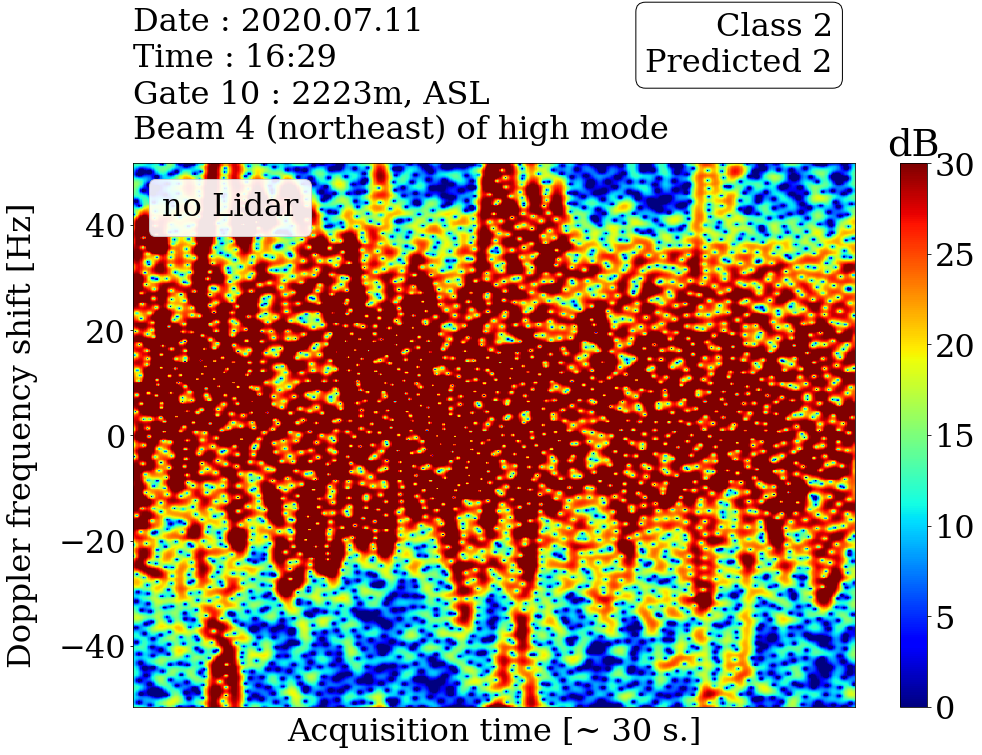 Date : 2020.07.11
Time : 16:29
Gate 10 : 2223m, ASL
Beam 4 (northeast) of high mode
Class 2
Predicted 2
dB
no Lidar
Doppler frequency shift [Hz]
40
20
0
−20
−40
30
25
20
15
10
5
0
Acquisition time [~ 30 s.]